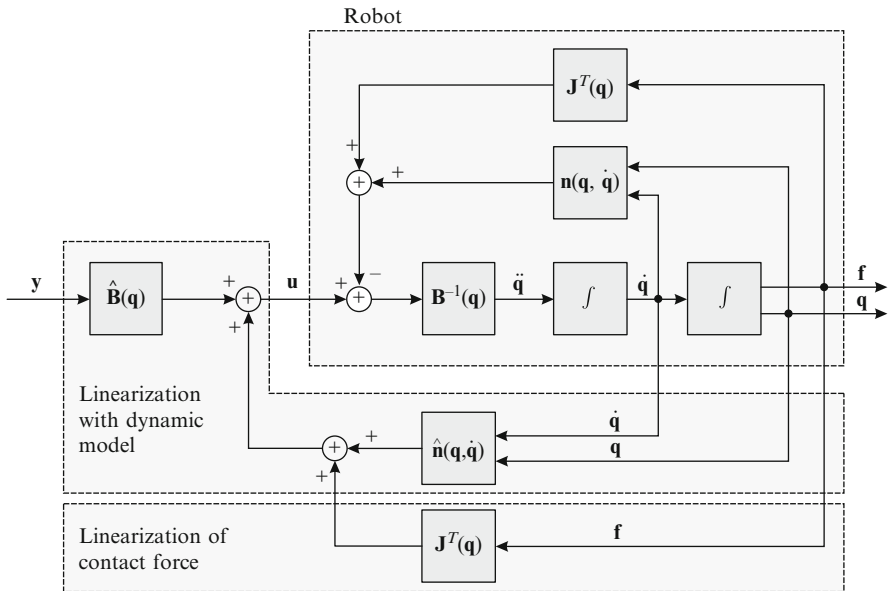 Robot
J^T(q)
+
+
+
n(q, q̇)
y
B̂(q)
+
+
+
u
+
−
+
B⁻¹(q)
q̈
∫
q̇
∫
f
q
Linearization
with dynamic
model
+
+
+
n̂(q,q̇)
q̇
q
Linearization of
contact force
J^T(q)
f